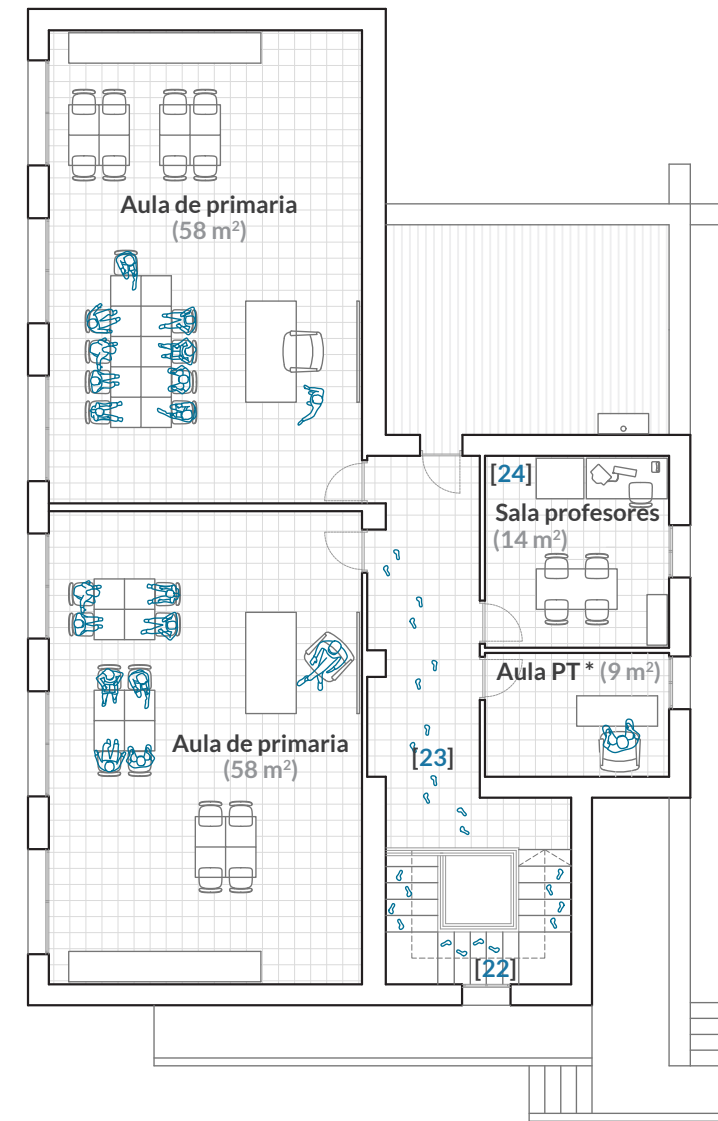 Aula de primaria
(58 m²)
[24]
Sala profesores
(14 m²)
Aula PT * (9 m²)
Aula de primaria
(58 m²)
[23]
[22]